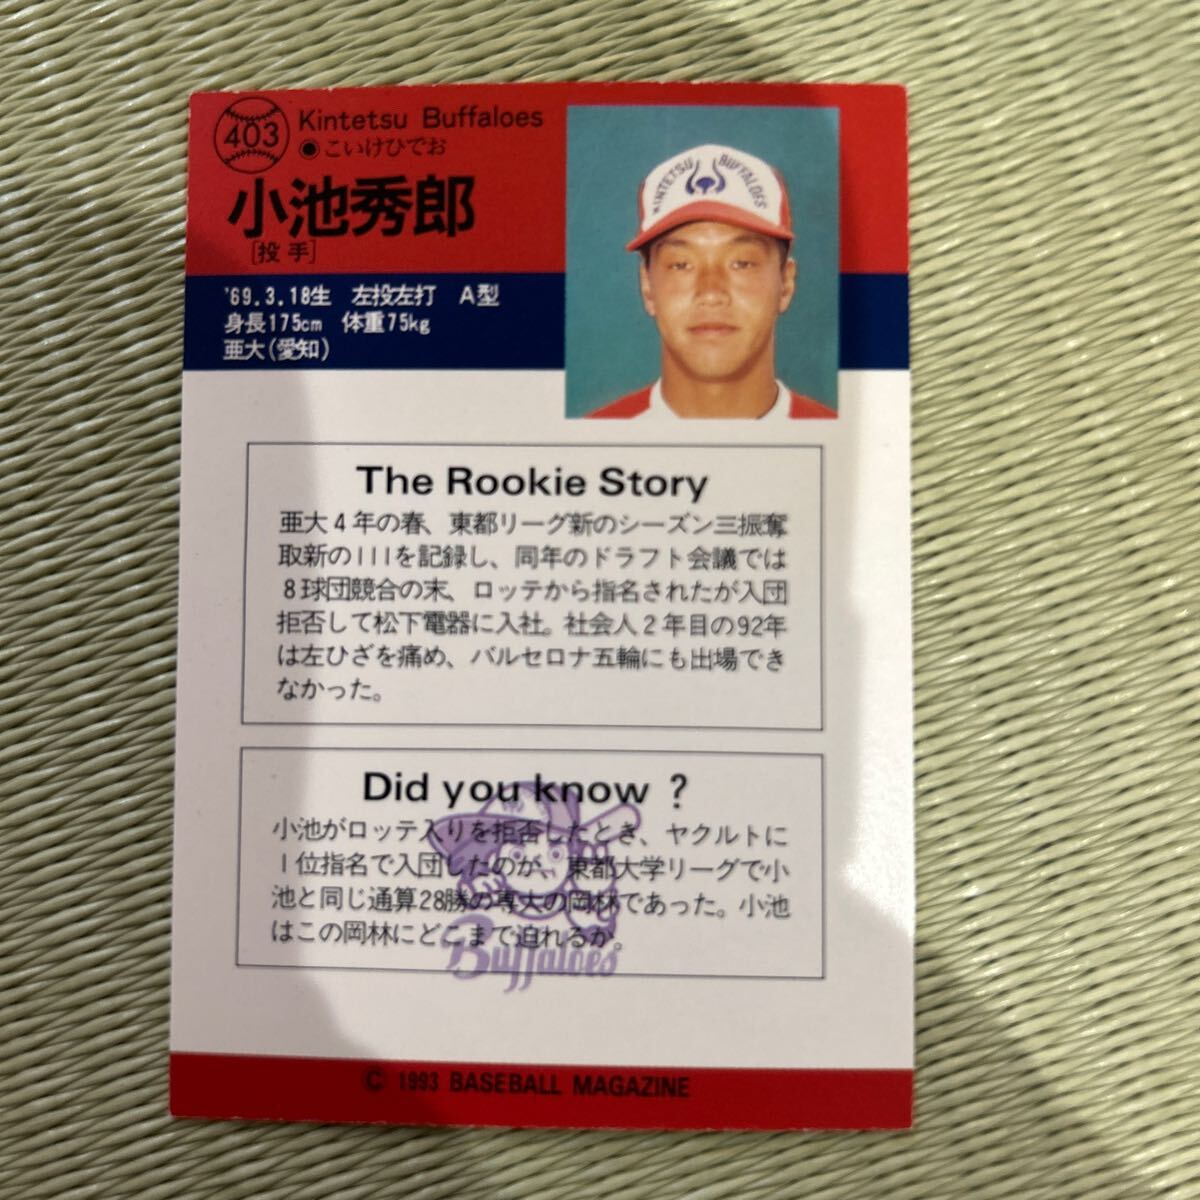 403
Kintetsu Buffaloes
●こいけひでお
小池秀郎
[投手]
KINTETSU BUFFALOES
'69.3.18生 左投左打 A型
身長175cm 体重75kg
亜大(愛知)
The Rookie Story
亜大4年の春、東都リーグ新のシーズン三振奪
取新の111を記録し、同年のドラフト会議では
8球団競合の末、ロッテから指名されたが入団
拒否して松下電器に入社。社会人2年目の92年
は左ひざを痛め、バルセロナ五輪にも出場でき
なかった。
Did you know ?
小池がロッテ入りを拒否したとき、ヤクルトに
1位指名で入団したのが、東都大学リーグで小
池と同じ通算28勝の専大の岡林であった。小池
はこの岡林にどこまで迫れるか。
Buffaloes
C 1993 BASEBALL MAGAZINE